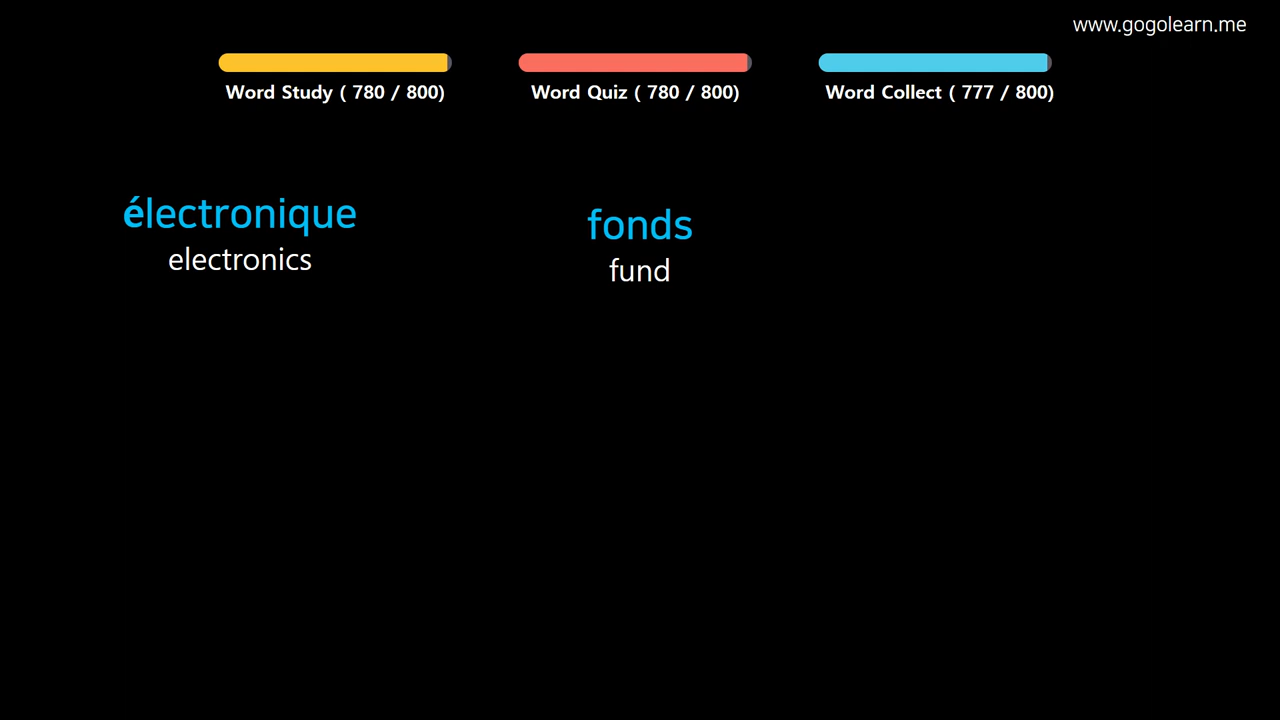 www.gogolearn.me
Word Study ( 780 / 800)
Word Quiz ( 780 / 800)
Word Collect ( 777 / 800)
électronique
electronics
fonds
fund